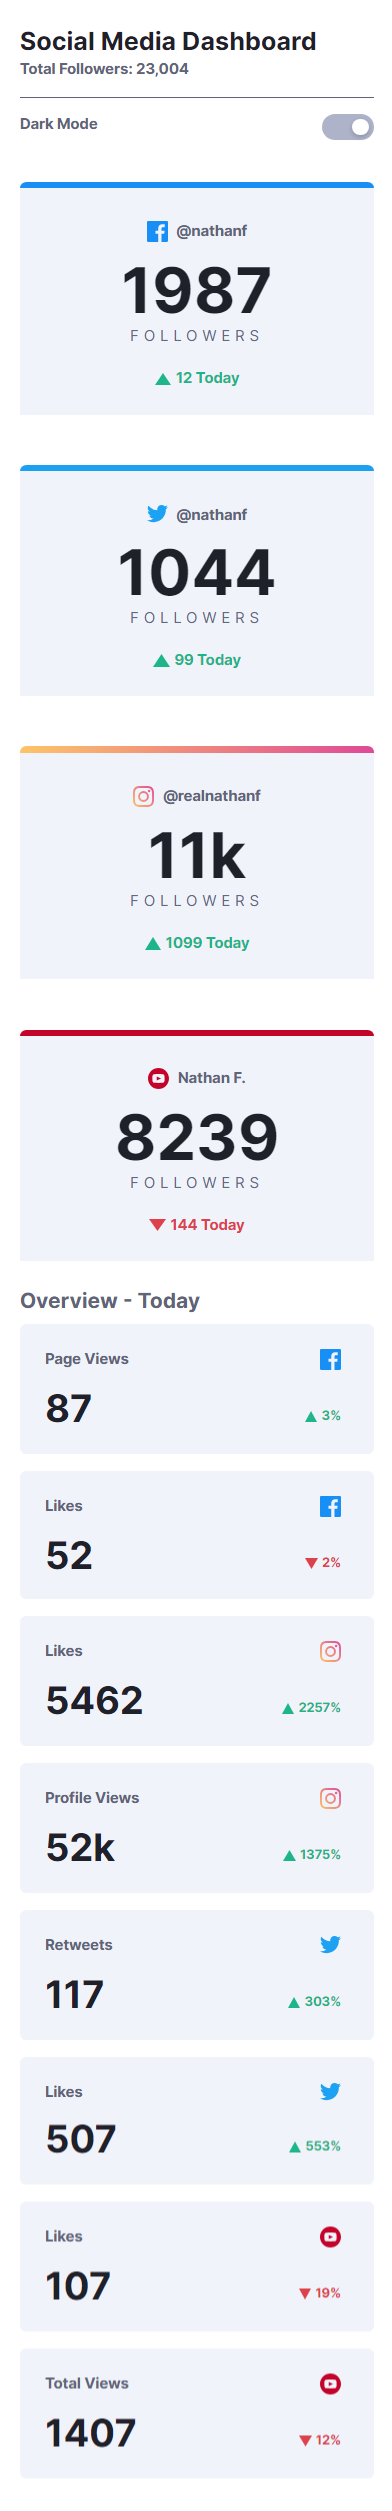 Social Media Dashboard
Total Followers: 23,004
Dark Mode
@nathanf
1987
FOLLOWERS
12 Today
@nathanf
1044
FOLLOWERS
99 Today
@realnathanf
11k
FOLLOWERS
1099 Today
Nathan F.
8239
FOLLOWERS
144 Today
Overview - Today
Page Views
87
3%
Likes
52
2%
Likes
5462
2257%
Profile Views
52k
1375%
Retweets
117
303%
Likes
507
553%
Likes
107
19%
Total Views
1407
12%